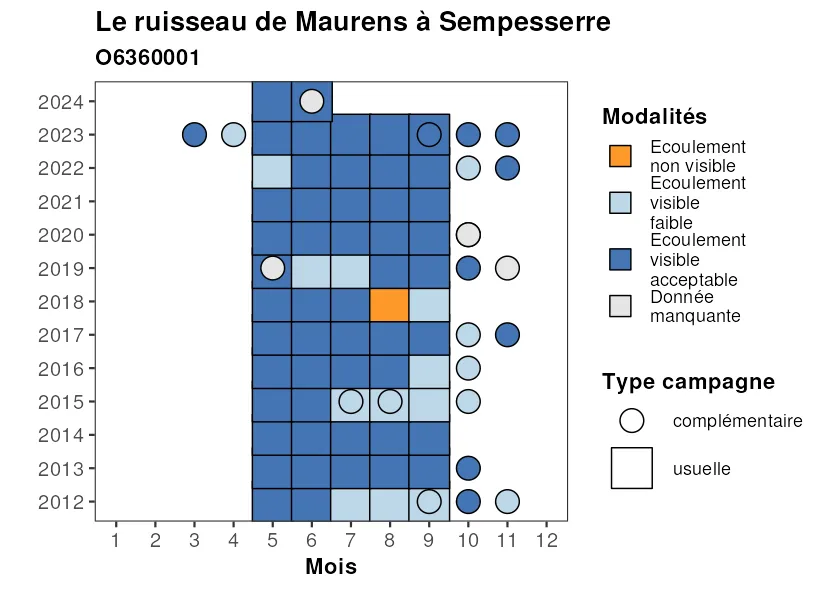 Le ruisseau de Maurens à Sempesserre
O6360001
2024
2023
2022
2021
2020
2019
2018
2017
2016
2015
2014
2013
2012
1 2 3 4 5 6 7 8 9 10 11 12
Mois
Modalités
Ecoulement
non visible
Ecoulement
visible
faible
Ecoulement
visible
acceptable
Donnée
manquante
Type campagne
complémentaire
usuelle